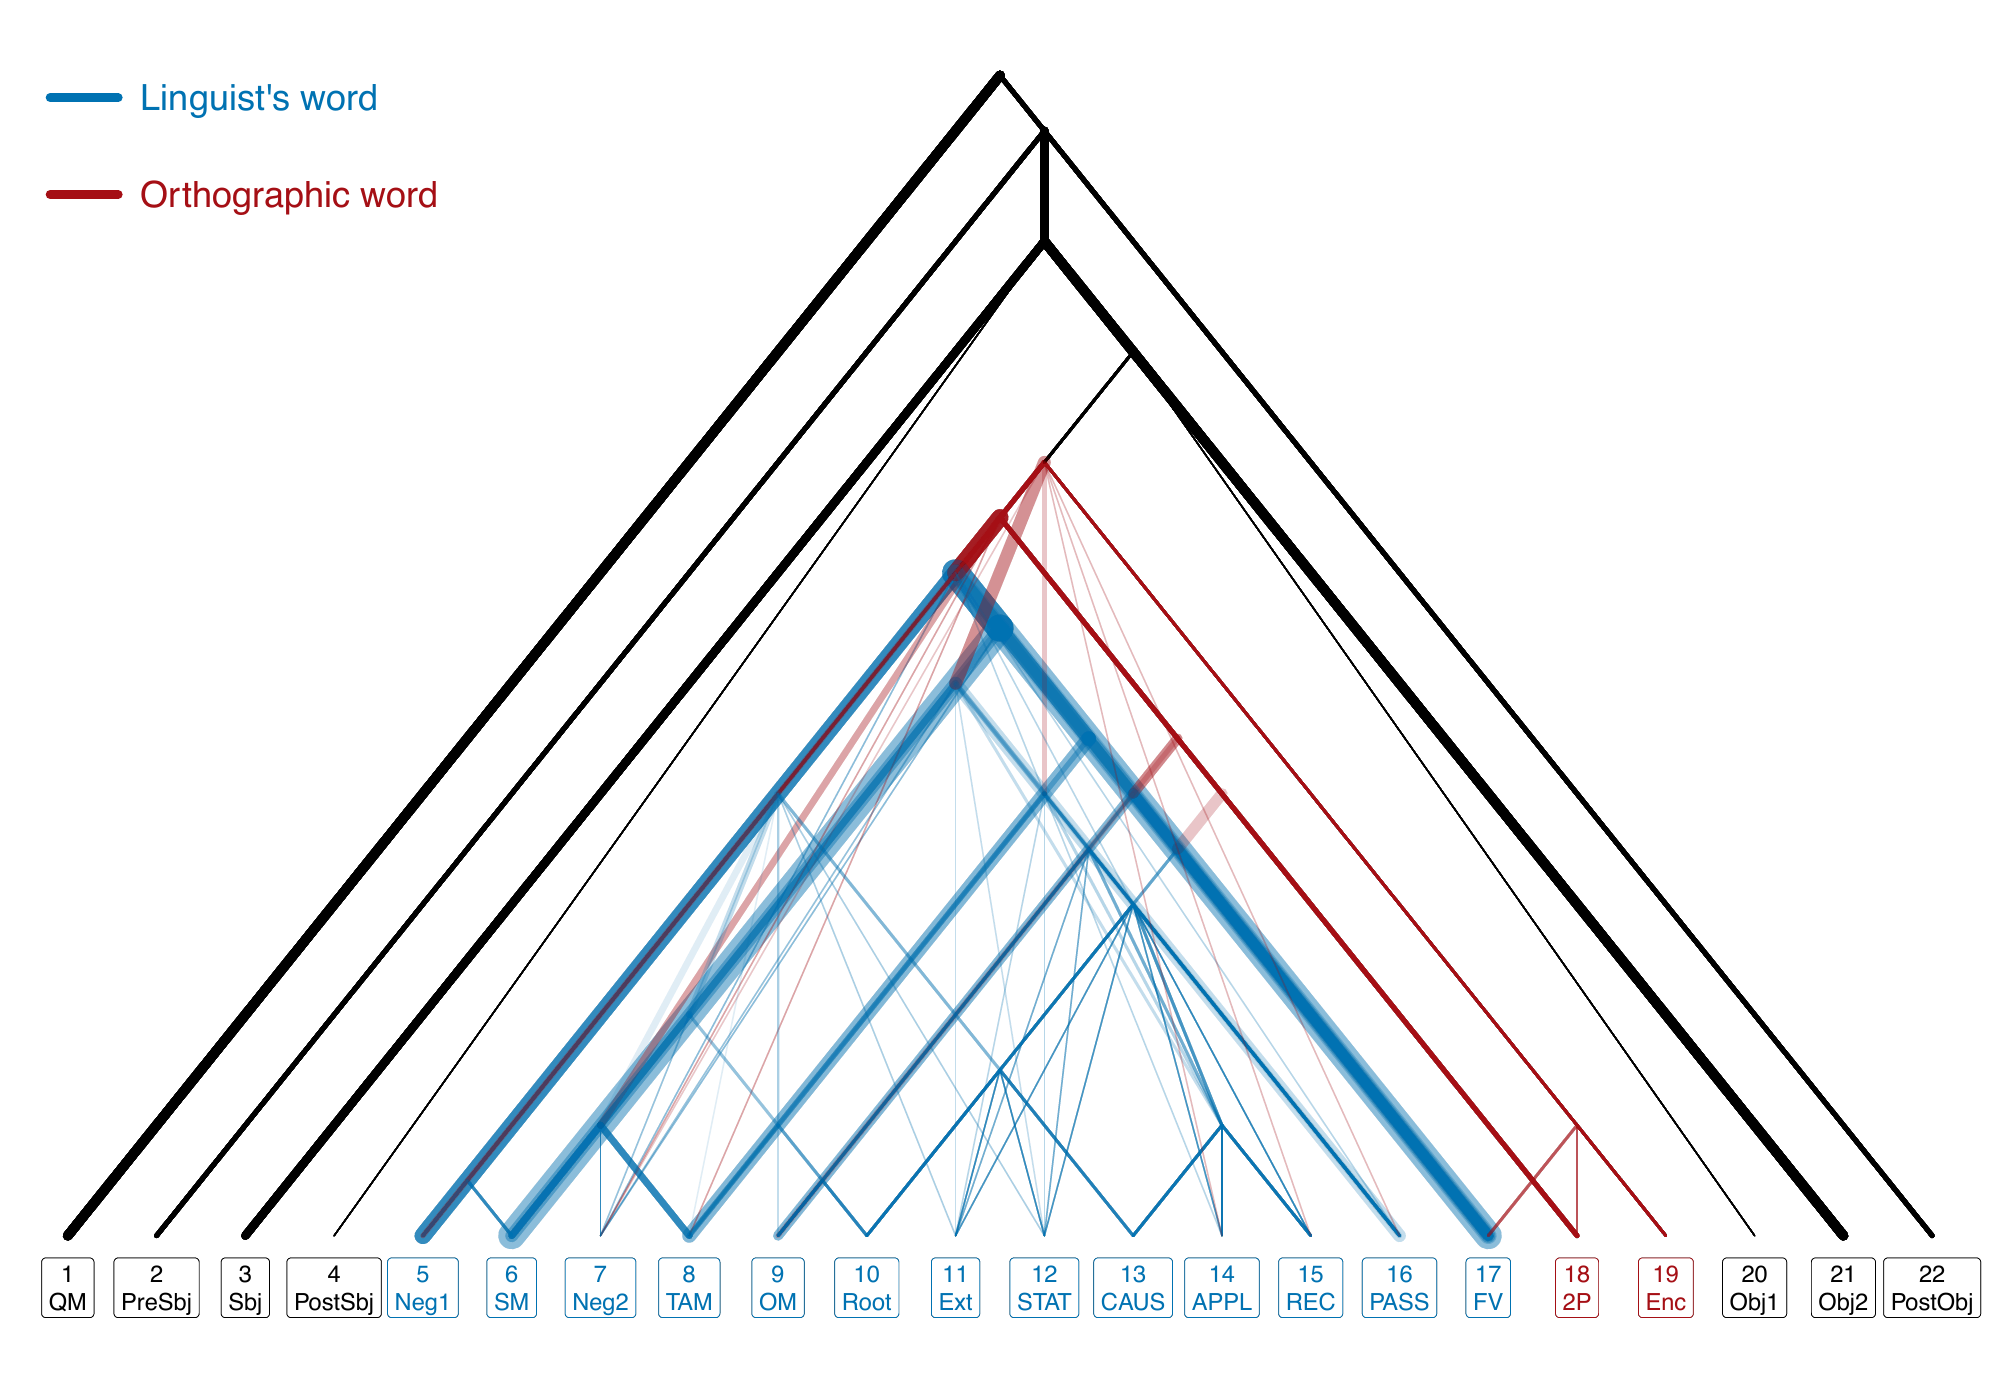 Linguist's word
Orthographic word
1 2 3 4 5 6 7 8 9 10 11 12 13 14 15 16 17 18 19 20 21 22
QM PreSbj Sbj PostSbj Neg1 SM Neg2 TAM OM Root Ext STAT CAUS APPL REC PASS FV 2P Enc Obj1 Obj2 PostObj